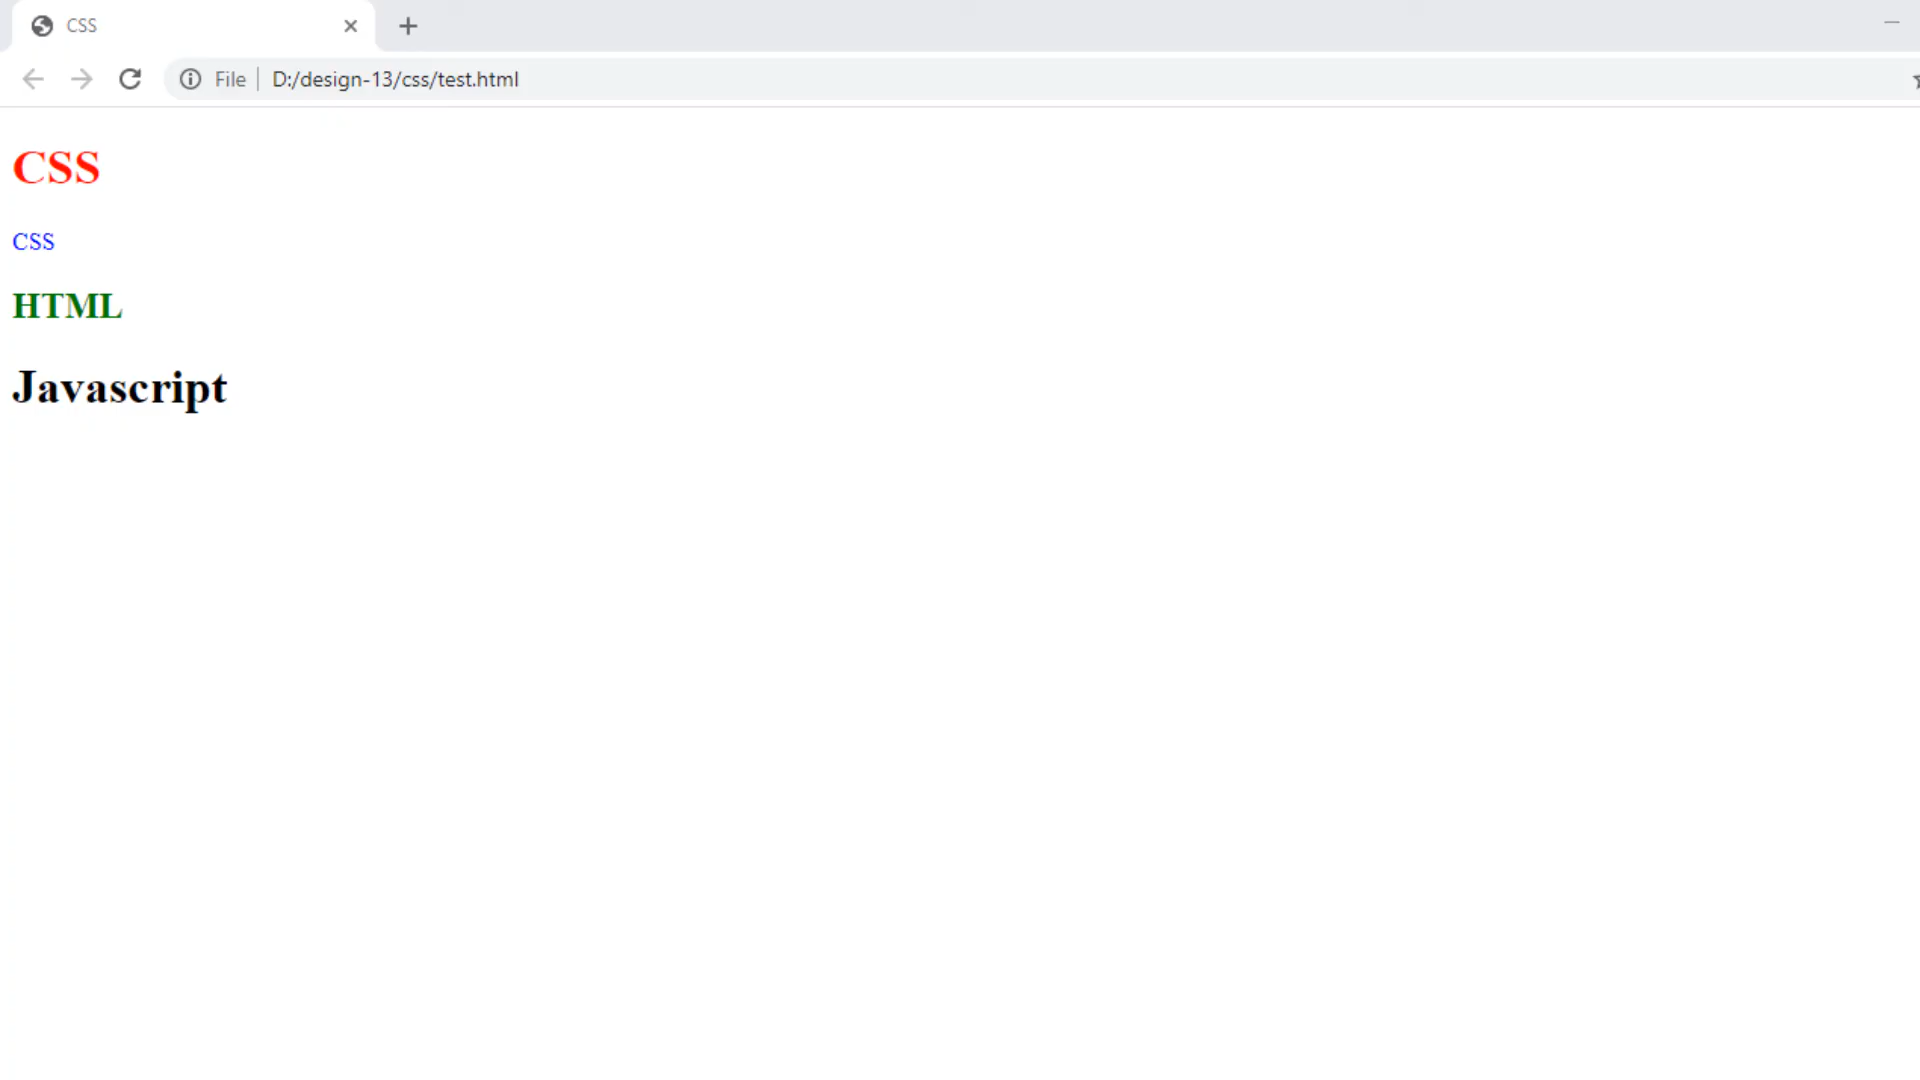 CSS
File D:/design-13/css/test.html
CSS
CSS
HTML
Javascript